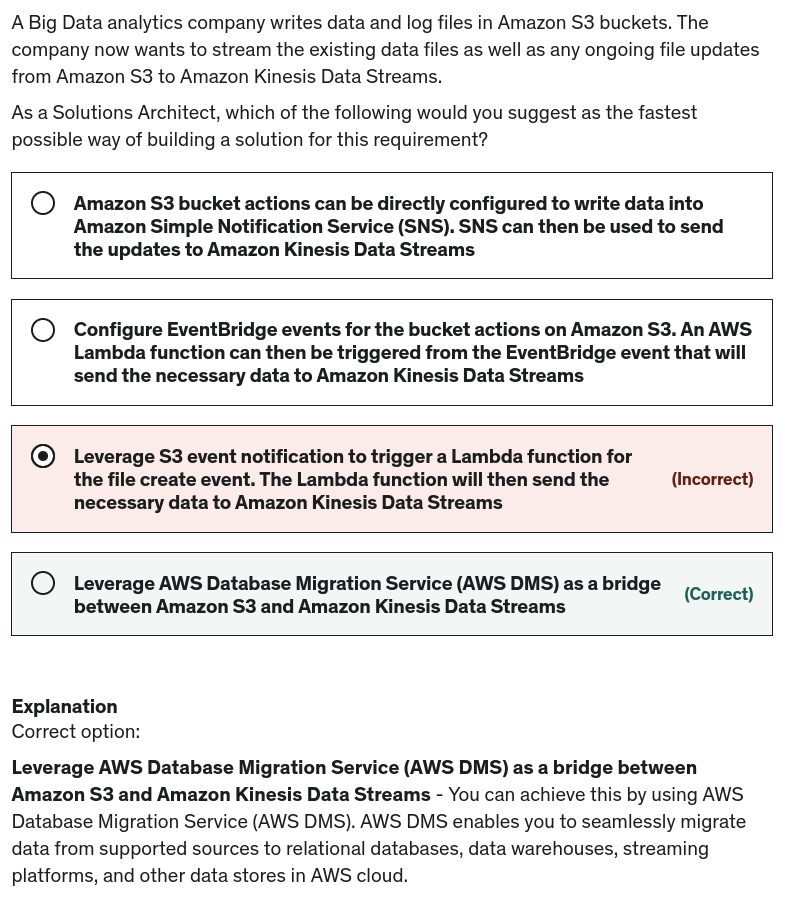 A Big Data analytics company writes data and log files in Amazon S3 buckets. The
company now wants to stream the existing data files as well as any ongoing file updates
from Amazon S3 to Amazon Kinesis Data Streams.
As a Solutions Architect, which of the following would you suggest as the fastest
possible way of building a solution for this requirement?
Amazon S3 bucket actions can be directly configured to write data into
Amazon Simple Notification Service (SNS). SNS can then be used to send
the updates to Amazon Kinesis Data Streams
Configure EventBridge events for the bucket actions on Amazon S3. An AWS
Lambda function can then be triggered from the EventBridge event that will
send the necessary data to Amazon Kinesis Data Streams
Leverage S3 event notification to trigger a Lambda function for
the file create event. The Lambda function will then send the
necessary data to Amazon Kinesis Data Streams
(Incorrect)
Leverage AWS Database Migration Service (AWS DMS) as a bridge
between Amazon S3 and Amazon Kinesis Data Streams
(Correct)
Explanation
Correct option:
Leverage AWS Database Migration Service (AWS DMS) as a bridge between
Amazon S3 and Amazon Kinesis Data Streams - You can achieve this by using AWS
Database Migration Service (AWS DMS). AWS DMS enables you to seamlessly migrate
data from supported sources to relational databases, data warehouses, streaming
platforms, and other data stores in AWS cloud.